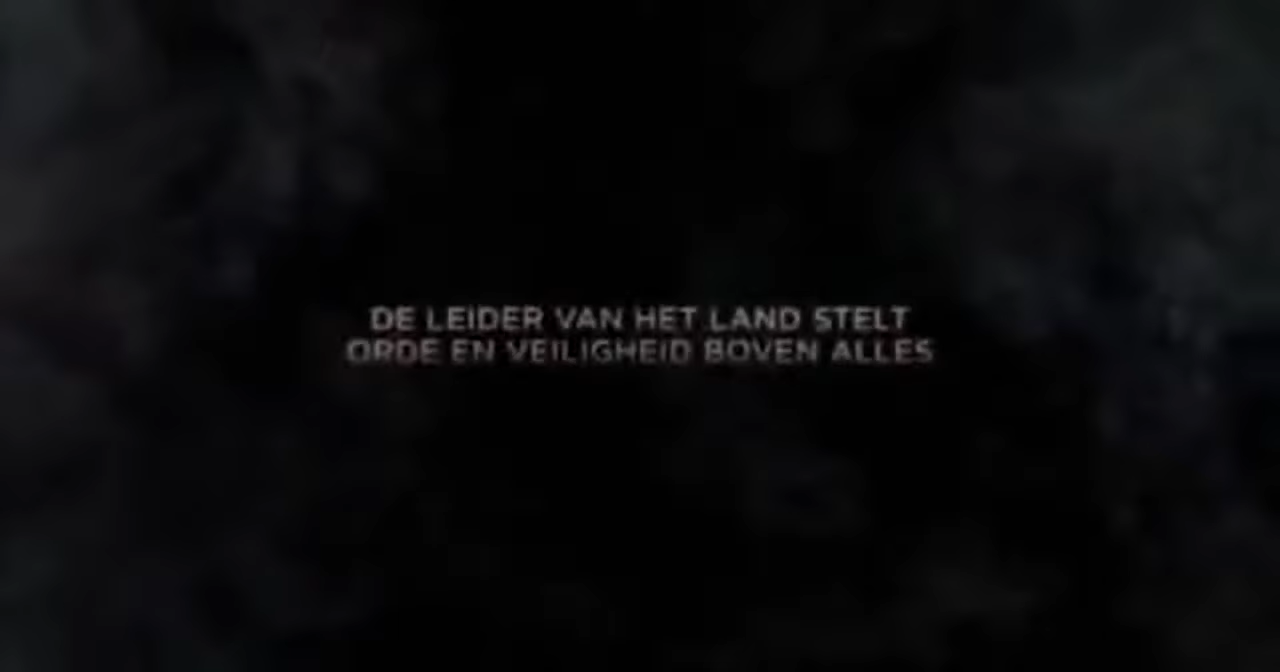 DE LEIDER VAN HET LAND STELT
ORDE EN VEILIGHEID BOVEN ALLES